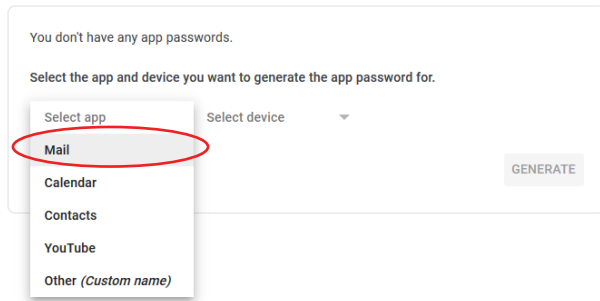 You don't have any app passwords.
Select the app and device you want to generate the app password for.
Select app
Select device
Mail
Calendar
Contacts
YouTube
Other (Custom name)
GENERATE